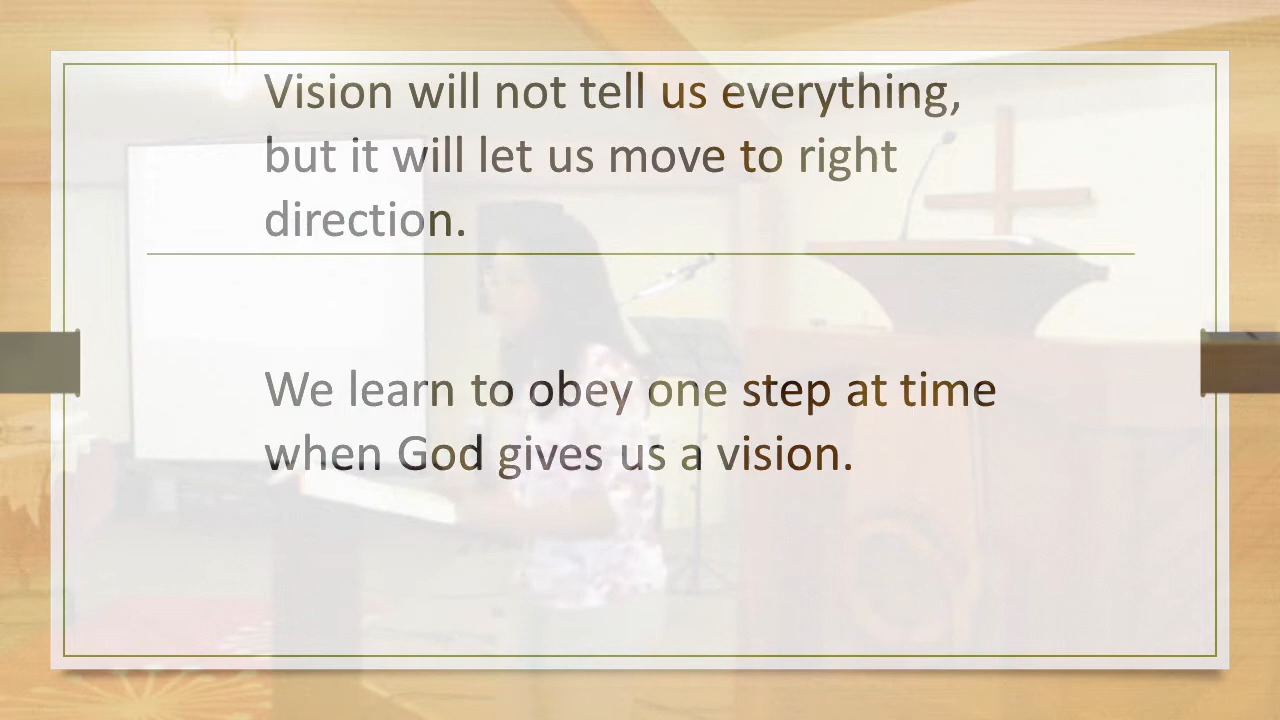 Vision will not tell us everything,
but it will let us move to right
direction.
We learn to obey one step at time
when God gives us a vision.